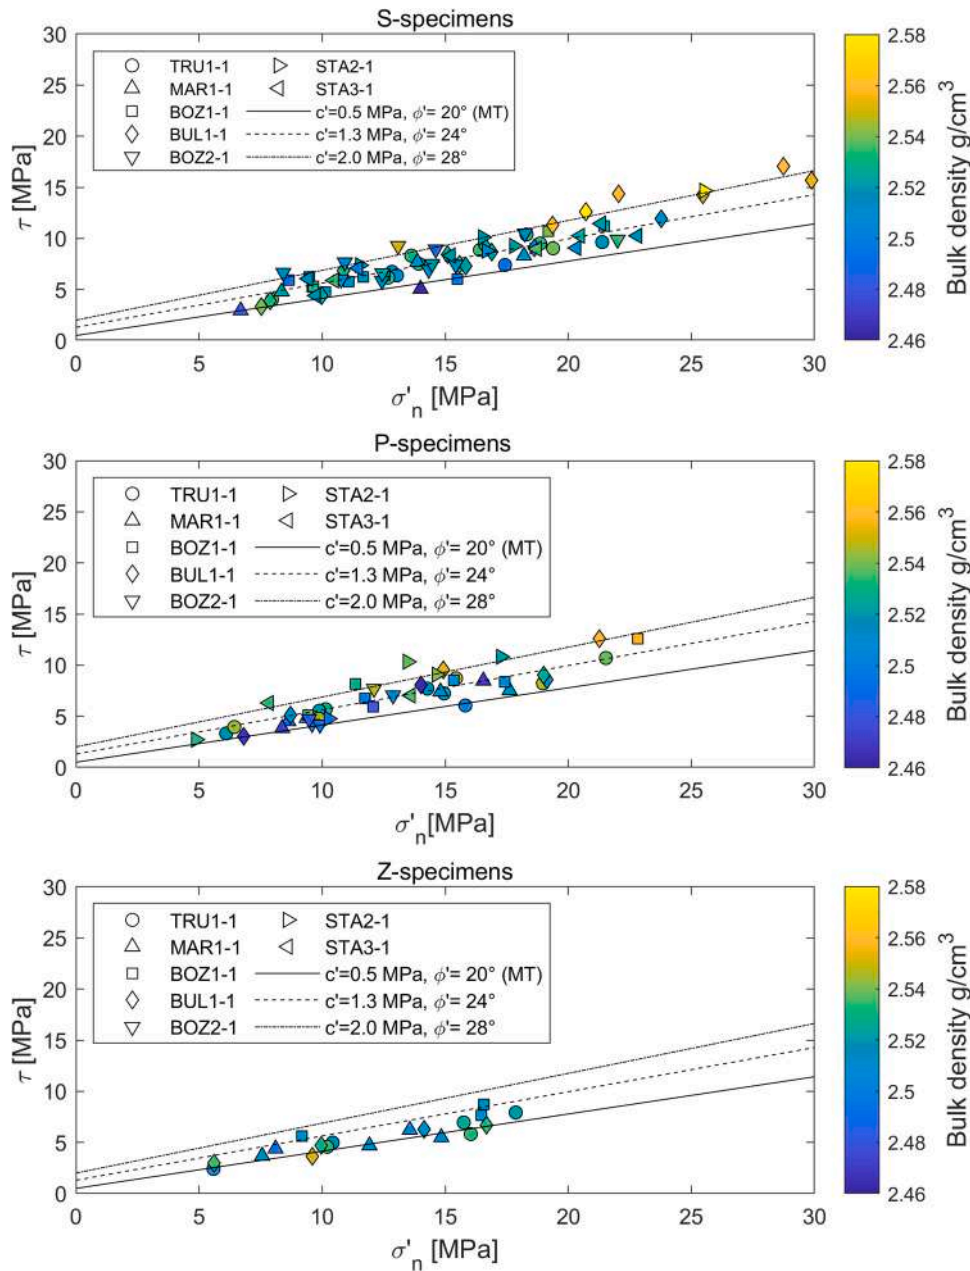 S-specimens
30
25
20
15
10
5
0
τ [MPa]
TRU1-1
MAR1-1
BOZ1-1
BUL1-1
BOZ2-1
STA2-1
STA3-1
c'=0.5 MPa, ϕ'= 20° (MT)
c'=1.3 MPa, ϕ'= 24°
c'=2.0 MPa, ϕ'= 28°
0 5 10 15 20 25 30
σ'n [MPa]
2.58
2.56
2.54
2.52
2.5
2.48
2.46
Bulk density g/cm3
P-specimens
30
25
20
15
10
5
0
τ [MPa]
TRU1-1
MAR1-1
BOZ1-1
BUL1-1
BOZ2-1
STA2-1
STA3-1
c'=0.5 MPa, ϕ'= 20° (MT)
c'=1.3 MPa, ϕ'= 24°
c'=2.0 MPa, ϕ'= 28°
0 5 10 15 20 25 30
σ'n[MPa]
2.58
2.56
2.54
2.52
2.5
2.48
2.46
Bulk density g/cm3
Z-specimens
30
25
20
15
10
5
0
τ [MPa]
TRU1-1
MAR1-1
BOZ1-1
BUL1-1
BOZ2-1
STA2-1
STA3-1
c'=0.5 MPa, ϕ'= 20° (MT)
c'=1.3 MPa, ϕ'= 24°
c'=2.0 MPa, ϕ'= 28°
0 5 10 15 20 25 30
σ'n [MPa]
2.58
2.56
2.54
2.52
2.5
2.48
2.46
Bulk density g/cm3